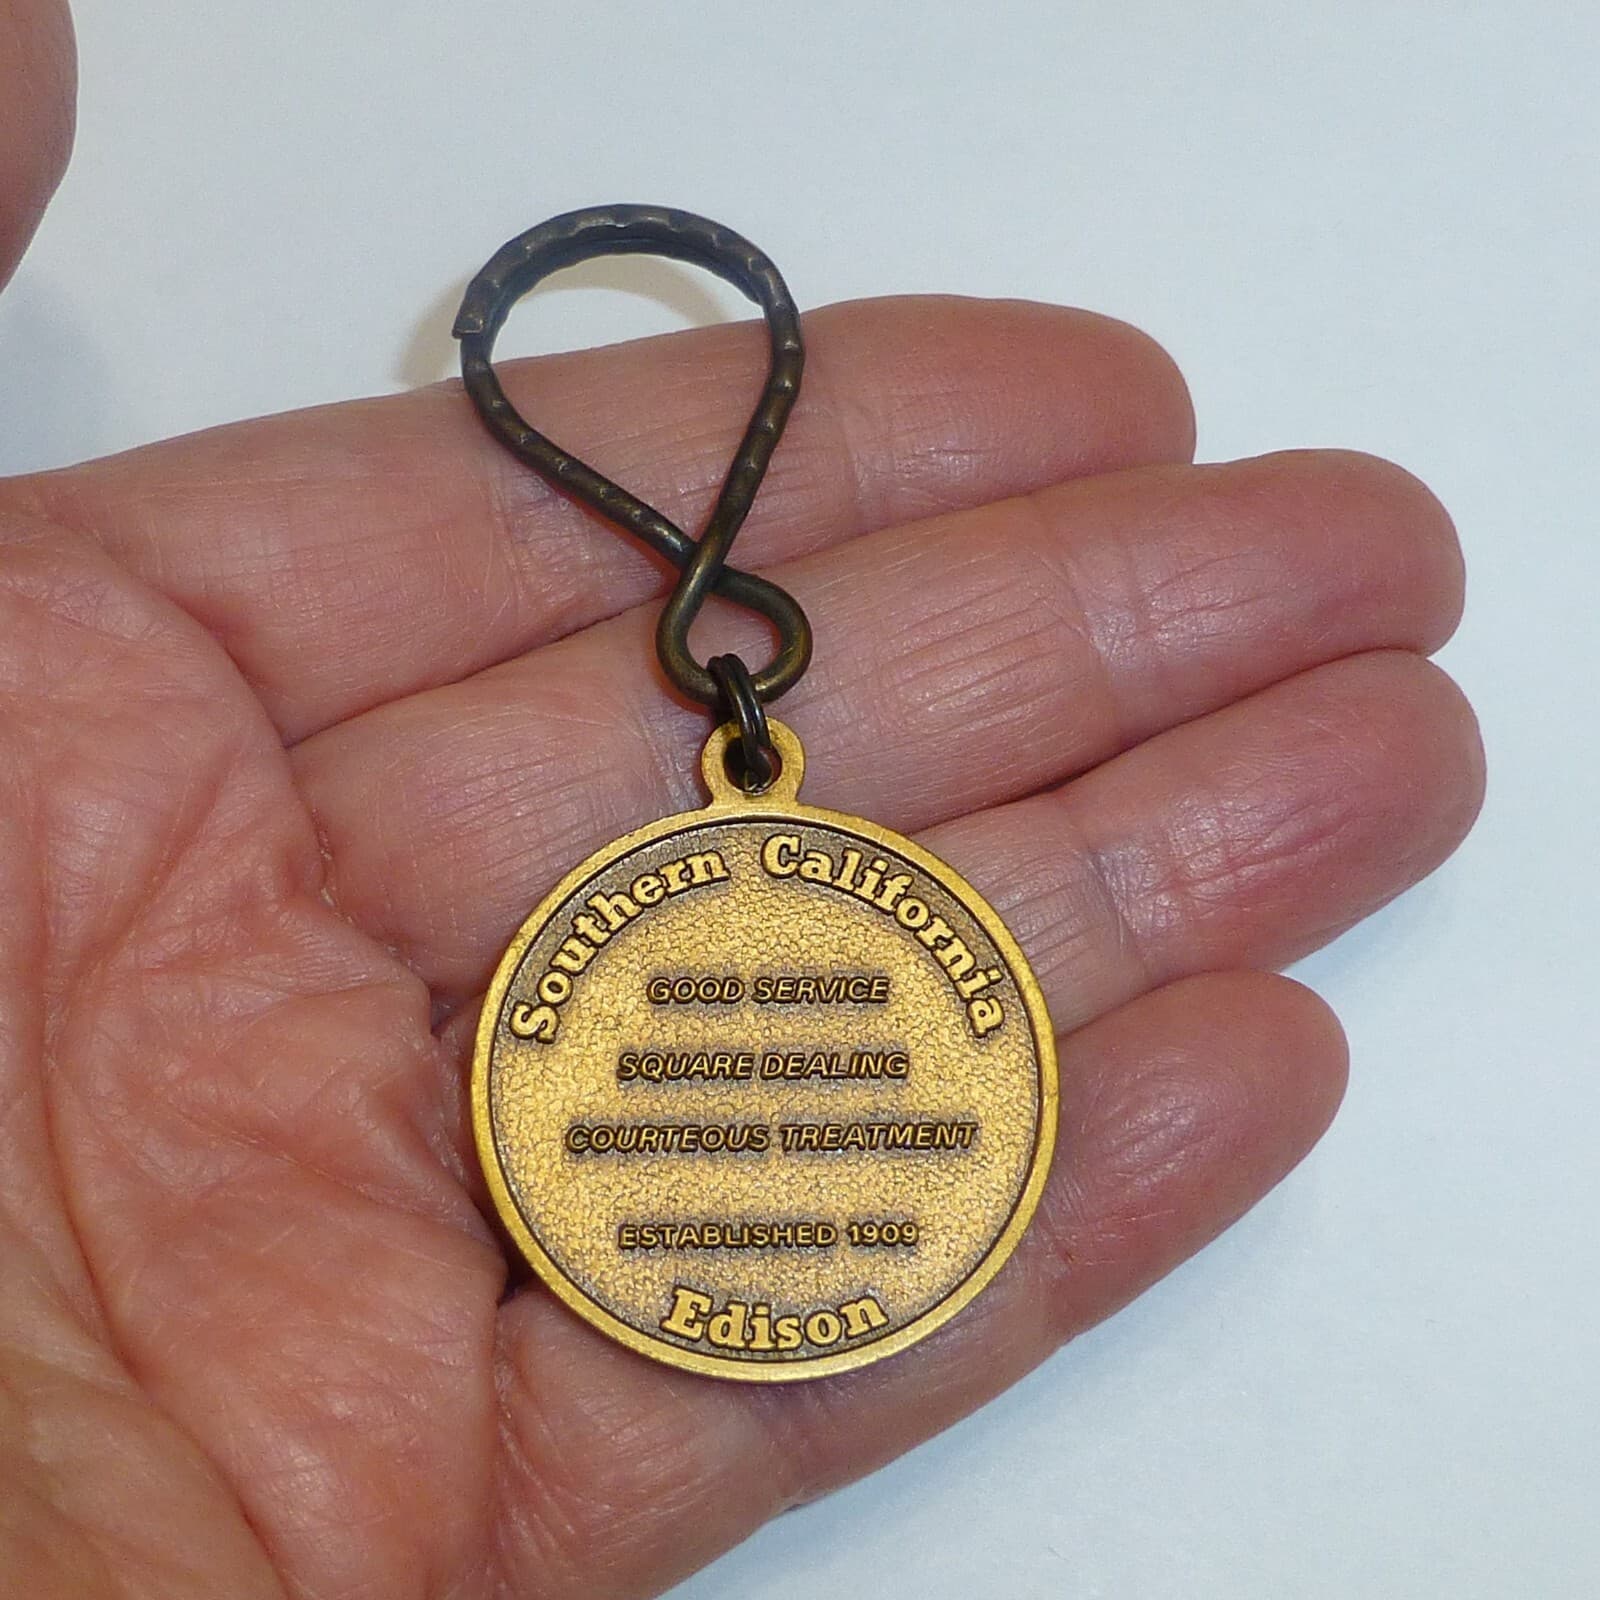 Southern California
GOOD SERVICE
SQUARE DEALING
COURTEOUS TREATMENT
ESTABLISHED 1909
Edison